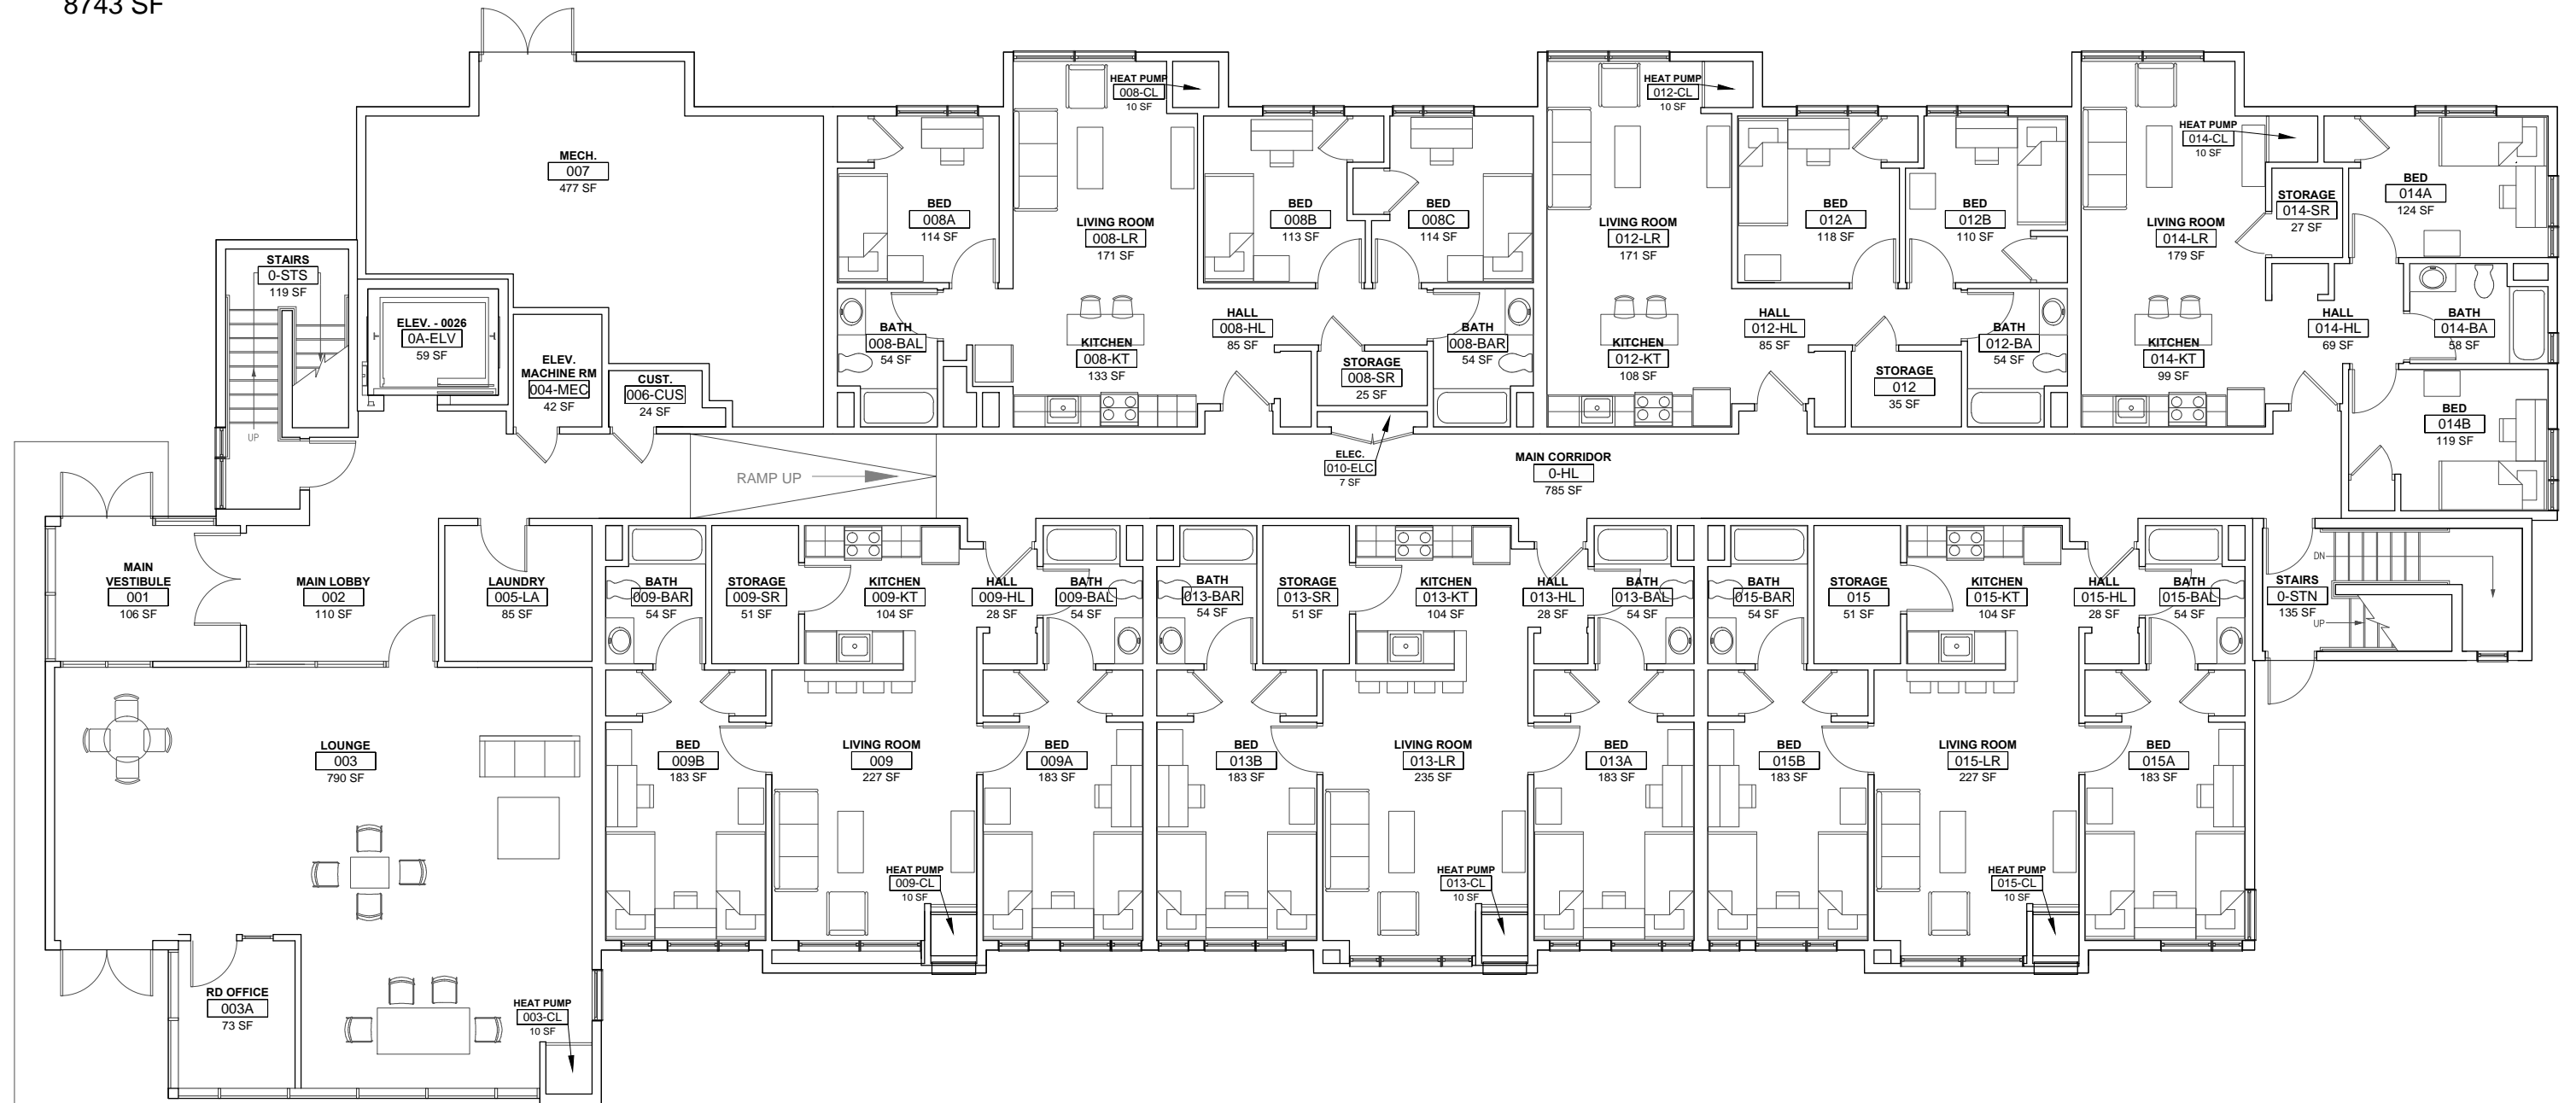 8743 SF
MECH.
007
477 SF
STAIRS
0-STS
119 SF
UP
ELEV. - 0026
0A-ELV
59 SF
ELEV.
MACHINE RM
004-MEC
42 SF
CUST.
006-CUS
24 SF
BED
008A
114 SF
BATH
008-BAL
54 SF
HEAT PUMP
008-CL
10 SF
LIVING ROOM
008-LR
171 SF
KITCHEN
008-KT
133 SF
BED
008B
113 SF
BED
008C
114 SF
HALL
008-HL
85 SF
STORAGE
008-SR
25 SF
BATH
008-BAR
54 SF
HEAT PUMP
012-CL
10 SF
LIVING ROOM
012-LR
171 SF
KITCHEN
012-KT
108 SF
BED
012A
118 SF
BED
012B
110 SF
HALL
012-HL
85 SF
STORAGE
012
35 SF
BATH
012-BA
54 SF
HEAT PUMP
014-CL
10 SF
LIVING ROOM
014-LR
179 SF
KITCHEN
014-KT
99 SF
STORAGE
014-SR
27 SF
BED
014A
124 SF
HALL
014-HL
69 SF
BATH
014-BA
58 SF
BED
014B
119 SF
RAMP UP
ELEC.
010-ELC
7 SF
MAIN CORRIDOR
0-HL
785 SF
MAIN
VESTIBULE
001
106 SF
MAIN LOBBY
002
110 SF
LAUNDRY
005-LA
85 SF
BATH
009-BAR
54 SF
STORAGE
009-SR
51 SF
KITCHEN
009-KT
104 SF
HALL
009-HL
28 SF
BATH
009-BAL
54 SF
BATH
013-BAR
54 SF
STORAGE
013-SR
51 SF
KITCHEN
013-KT
104 SF
HALL
013-HL
28 SF
BATH
013-BAL
54 SF
BATH
015-BAR
54 SF
STORAGE
015
51 SF
KITCHEN
015-KT
104 SF
HALL
015-HL
28 SF
BATH
015-BAL
54 SF
STAIRS
0-STN
135 SF
DN
UP
LOUNGE
003
790 SF
BED
009B
183 SF
LIVING ROOM
009
227 SF
BED
009A
183 SF
BED
013B
183 SF
LIVING ROOM
013-LR
235 SF
BED
013A
183 SF
BED
015B
183 SF
LIVING ROOM
015-LR
227 SF
BED
015A
183 SF
HEAT PUMP
009-CL
10 SF
HEAT PUMP
013-CL
10 SF
HEAT PUMP
015-CL
10 SF
RD OFFICE
003A
73 SF
HEAT PUMP
003-CL
10 SF